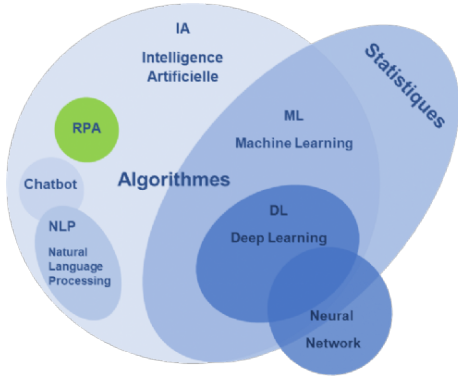 IA
Intelligence
Artificielle
Statistiques
RPA
ML
Machine Learning
Chatbot
Algorithmes
DL
Deep Learning
NLP
Natural
Language
Processing
Neural
Network